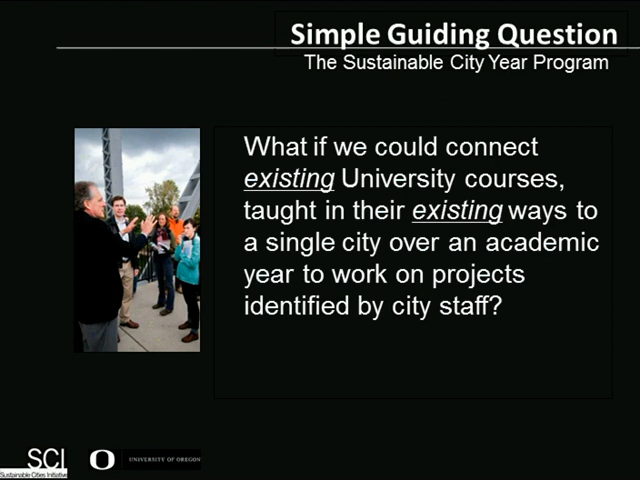 Simple Guiding Question
The Sustainable City Year Program
What if we could connect
existing University courses,
taught in their existing ways to
a single city over an academic
year to work on projects
identified by city staff?
SCI
Sustainable Cities Initiative
O
UNIVERSITY OF OREGON